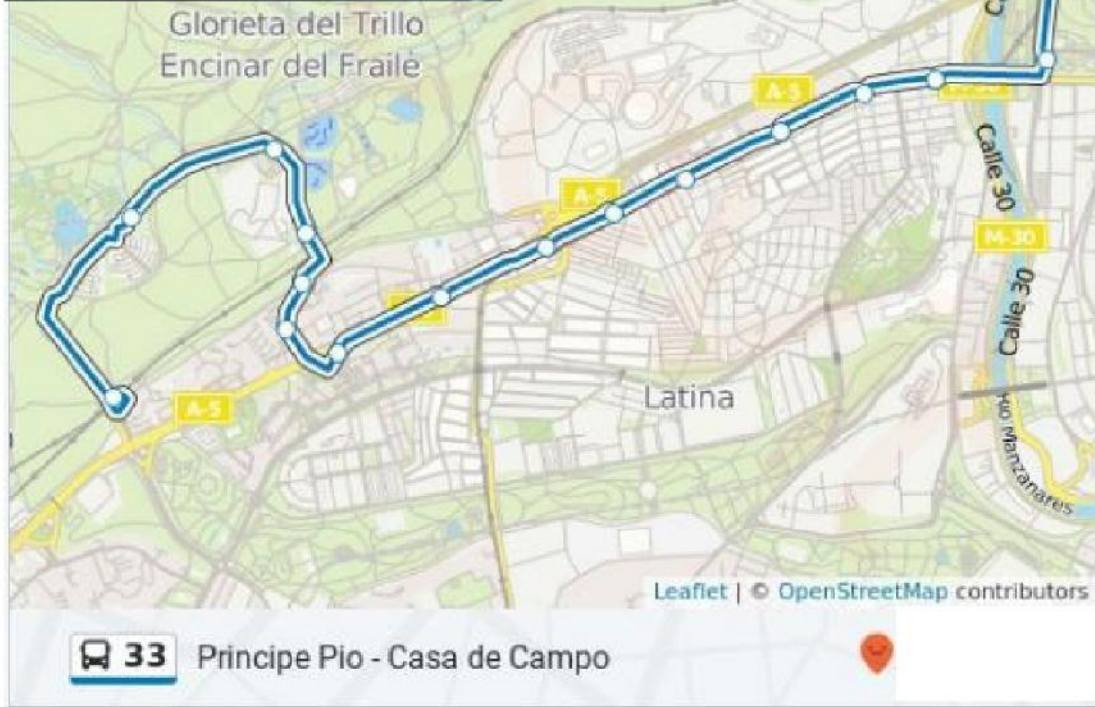 Glorieta del Trillo
Encinar del Fraile
A-5
A-5
Calle 30
M-30
Calle 30
Latina
A-5
Río Manzanares
Leaflet | © OpenStreetMap contributors
33 Principe Pio - Casa de Campo